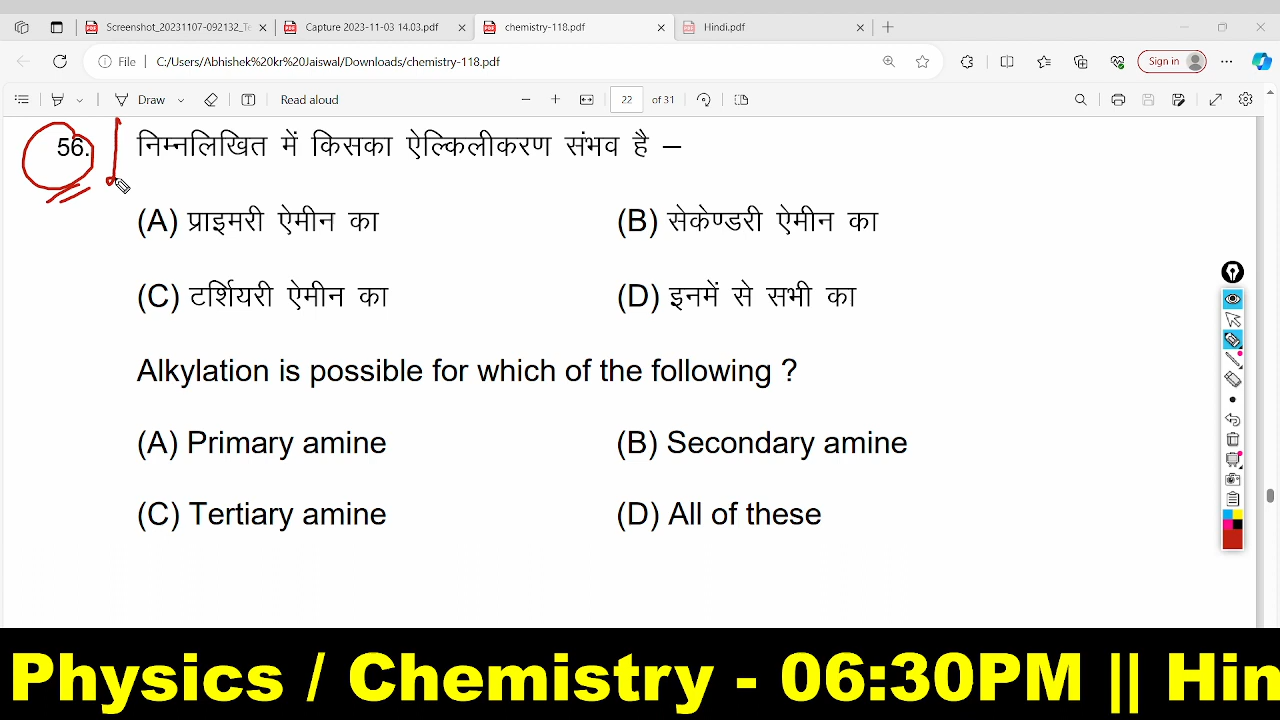 Screenshot_20231107-092132_Te
Capture 2023-11-03 14.03.pdf
chemistry-118.pdf
Hindi.pdf
File
C:/Users/Abhishek%20kr%20Jaiswal/Downloads/chemistry-118.pdf
Sign in
Draw
Read aloud
22 of 31
56. निम्नलिखित में किसका ऐल्किलीकरण संभव है –
(A) प्राइमरी ऐमीन का (B) सेकेण्डरी ऐमीन का
(C) टर्शियरी ऐमीन का (D) इनमें से सभी का
Alkylation is possible for which of the following ?
(A) Primary amine (B) Secondary amine
(C) Tertiary amine (D) All of these
Physics / Chemistry - 06:30PM || Hin